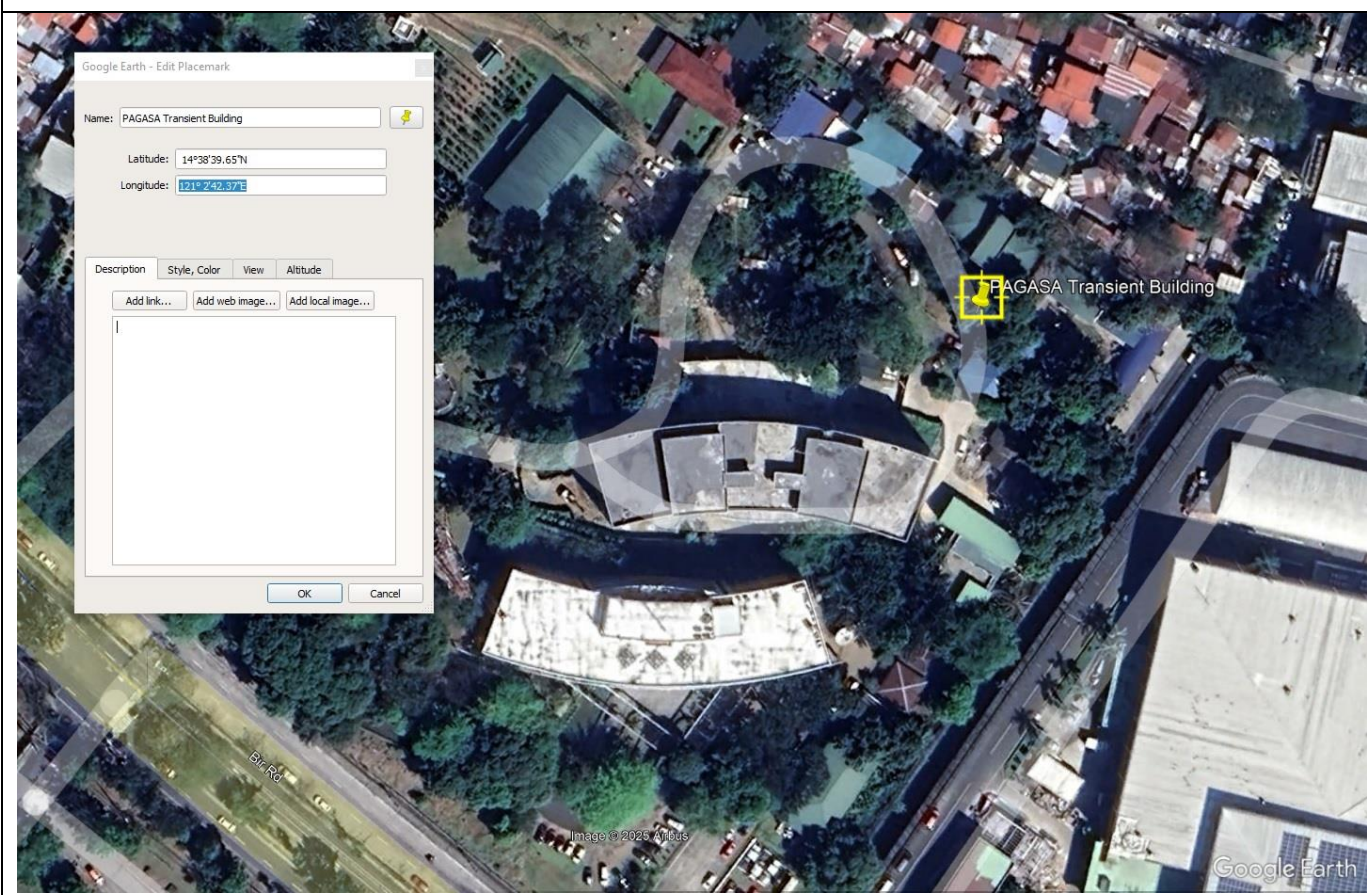 Google Earth - Edit Placemark
Name: PAGASA Transient Building
Latitude: 14°38'39.65"N
Longitude: 121° 2'42.37"E
Description Style, Color View Altitude
Add link... Add web image... Add local image...
OK Cancel
PAGASA Transient Building
Bir Rd
Image © 2025 Airbus
Google Earth